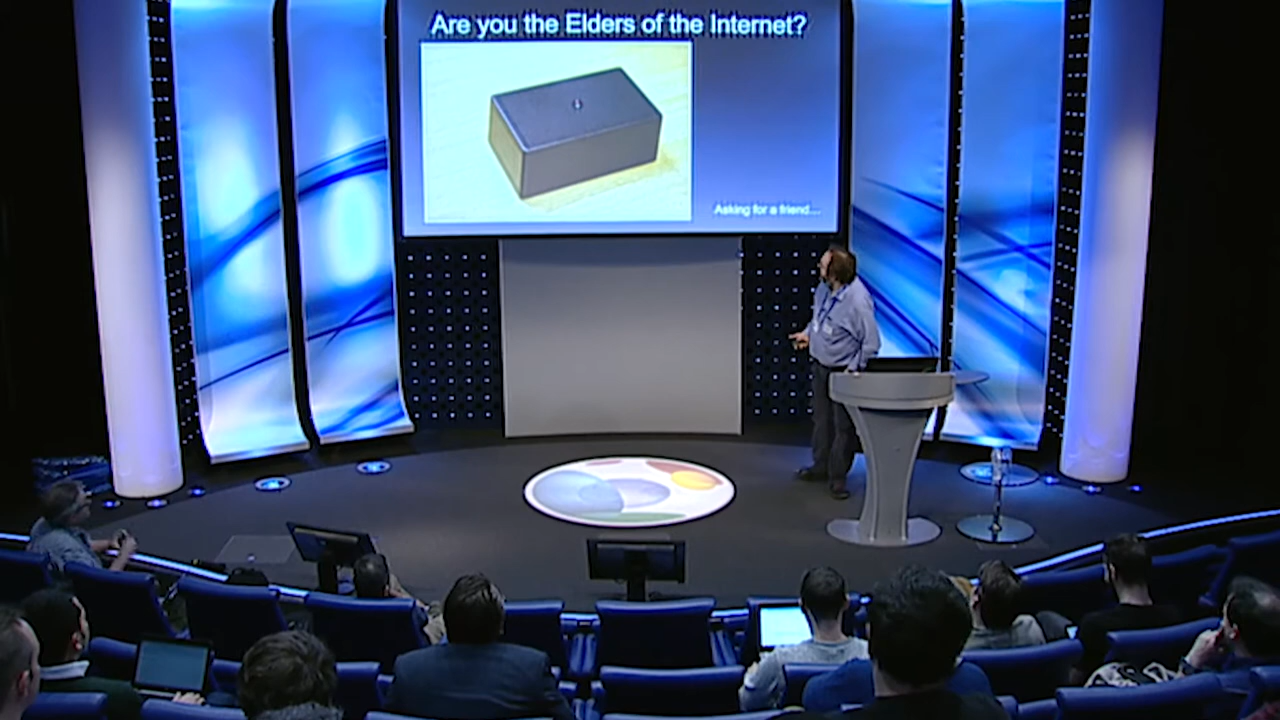 Are you the Elders of the Internet?
Asking for a friend...